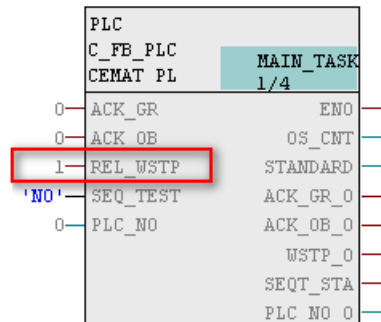 PLC
C_FB_PLC
CEMAT PL
MAIN_TASK
1/4
0 ACK_GR ENO
0 ACK_OB OS_CNT
1 REL_WSTP STANDARD
'NO' SEQ_TEST ACK_GR_O
0 PLC_NO ACK_OB_O
WSTP_O
SEQT_STA
PLC_NO_O